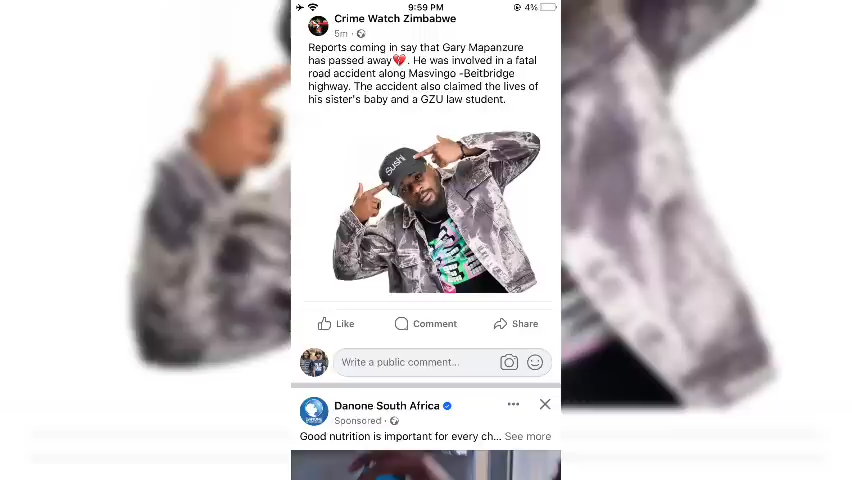 9:59 PM
4%
Crime Watch Zimbabwe
5m ·
Reports coming in say that Gary Mapanzure
has passed away💔. He was involved in a fatal
road accident along Masvingo -Beitbridge
highway. The accident also claimed the lives of
his sister's baby and a GZU law student.
Sushi
Like
Comment
Share
Write a public comment...
Danone South Africa
Sponsored ·
Good nutrition is important for every ch... See more